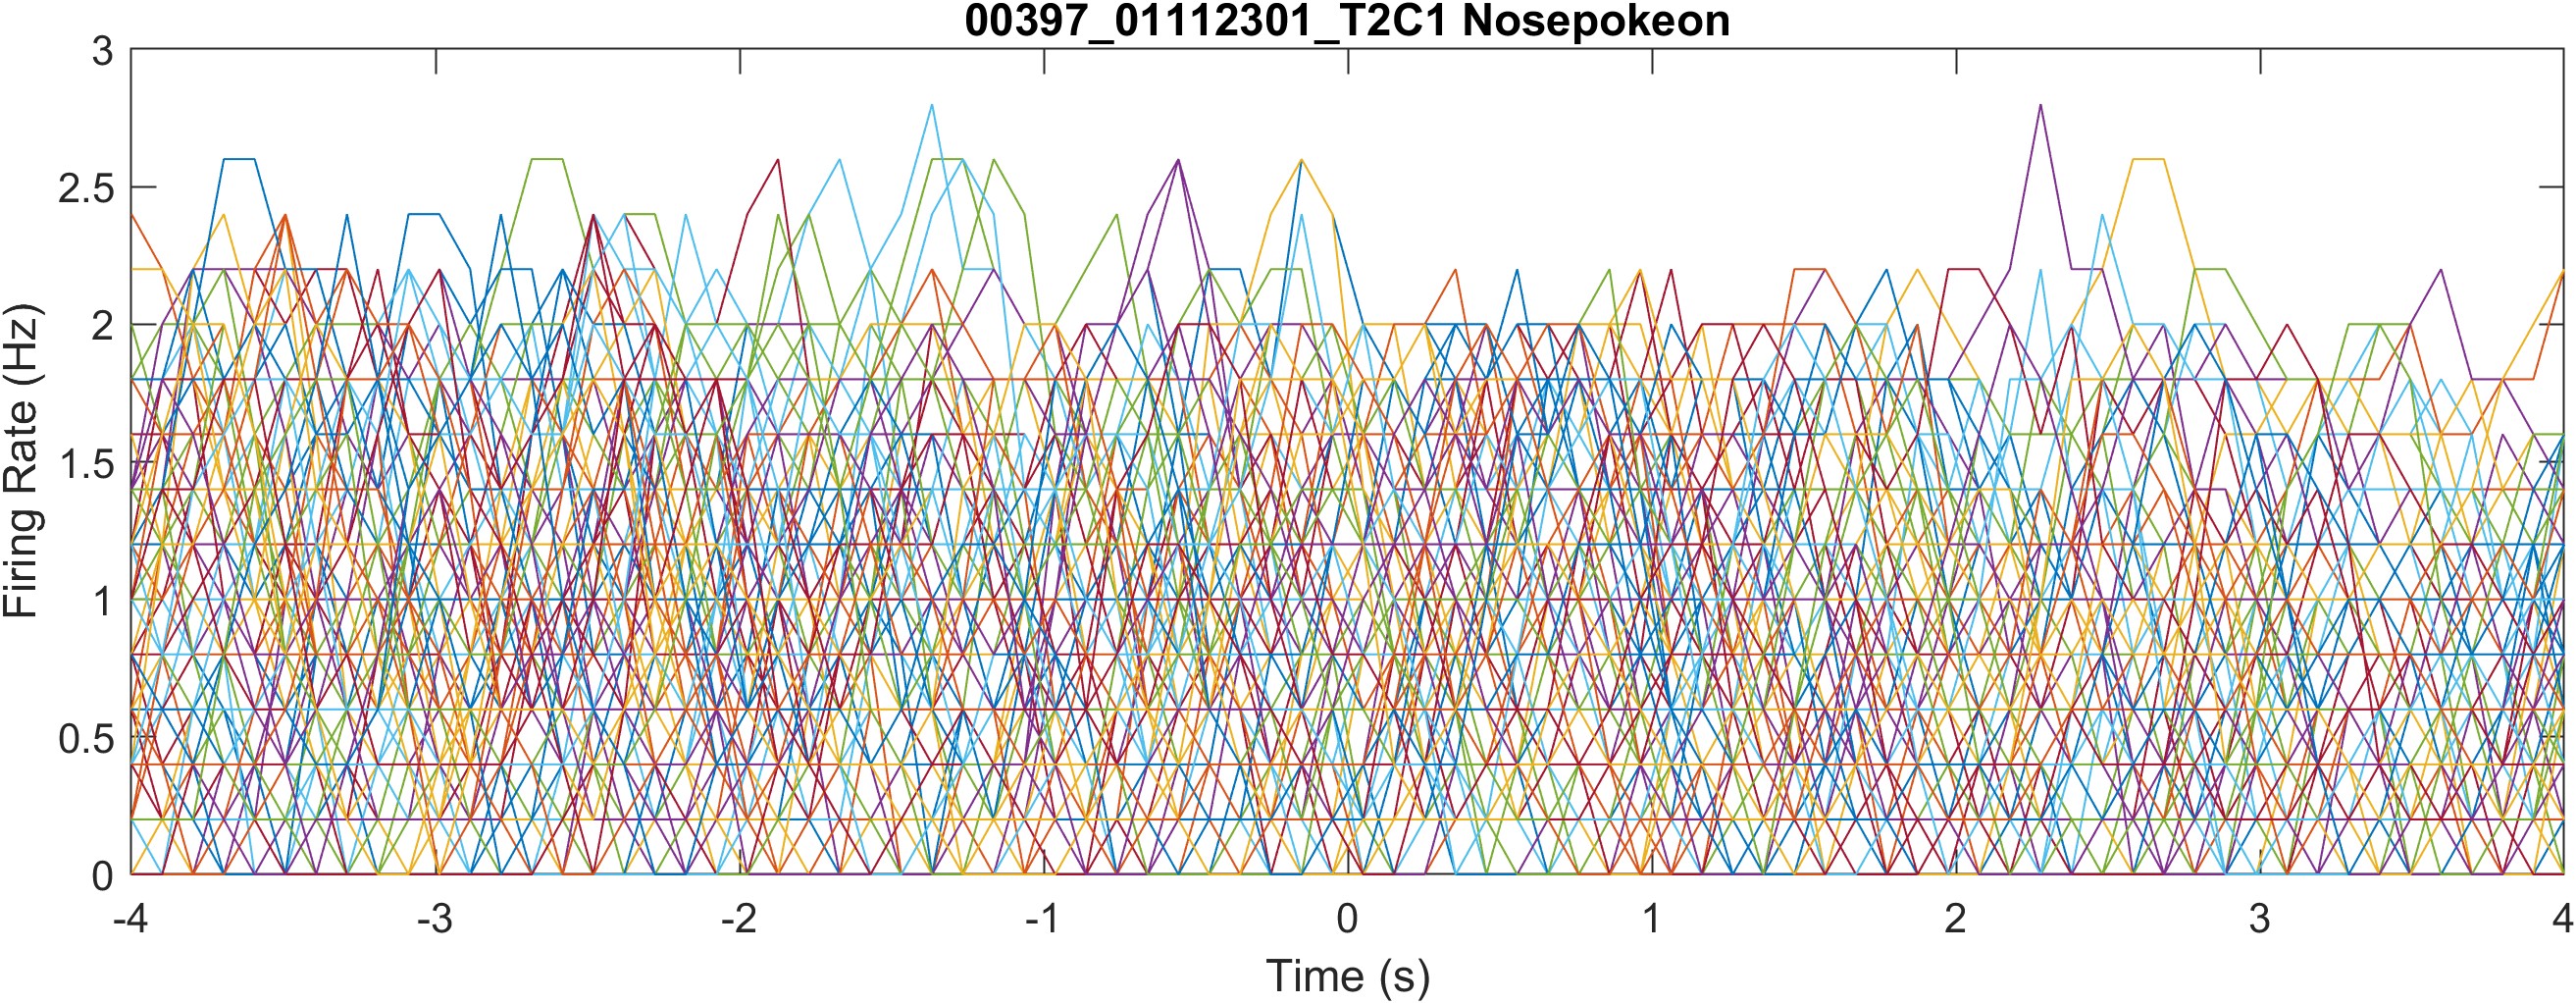 00397_01112301_T2C1 Nosepokeon
3
2.5
2
1.5
1
0.5
0
Firing Rate (Hz)
-4 -3 -2 -1 0 1 2 3 4
Time (s)